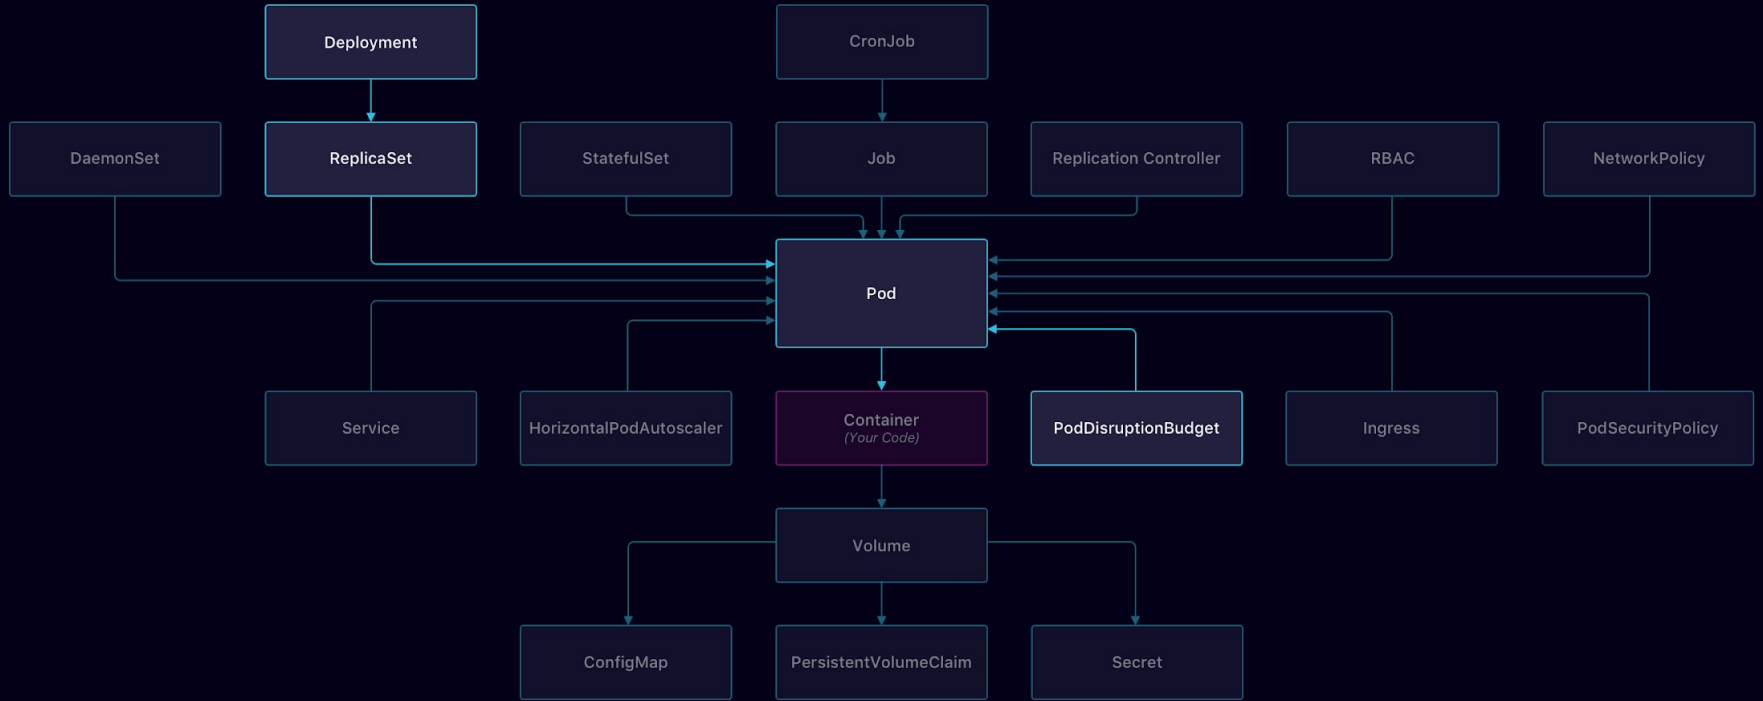 Deployment
CronJob
DaemonSet
ReplicaSet
StatefulSet
Job
Replication Controller
RBAC
NetworkPolicy
Pod
Service
HorizontalPodAutoscaler
Container
(Your Code)
PodDisruptionBudget
Ingress
PodSecurityPolicy
Volume
ConfigMap
PersistentVolumeClaim
Secret